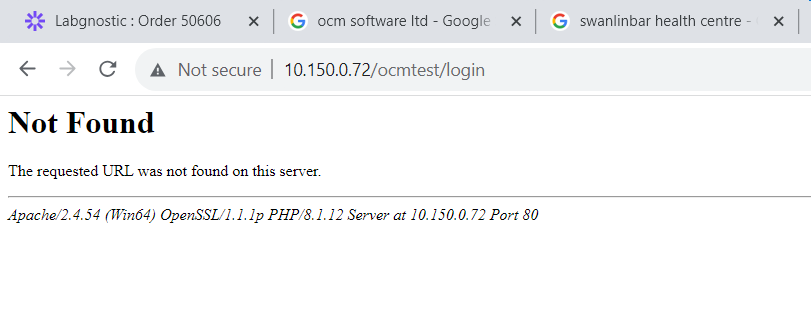 Labgnostic : Order 50606
ocm software ltd - Google
swanlinbar health centre -
Not secure | 10.150.0.72/ocmtest/login
Not Found
The requested URL was not found on this server.
Apache/2.4.54 (Win64) OpenSSL/1.1.1p PHP/8.1.12 Server at 10.150.0.72 Port 80